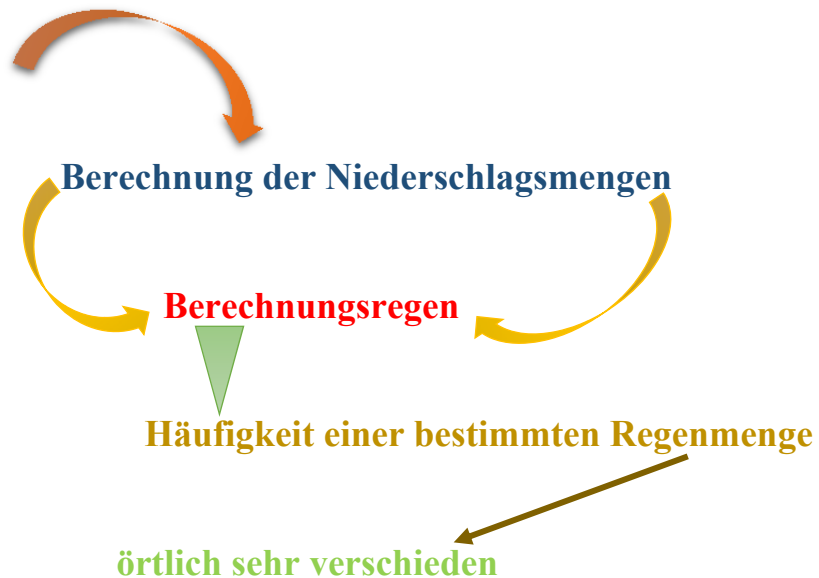 Berechnung der Niederschlagsmengen
Berechnungsregen
Häufigkeit einer bestimmten Regenmenge
örtlich sehr verschieden